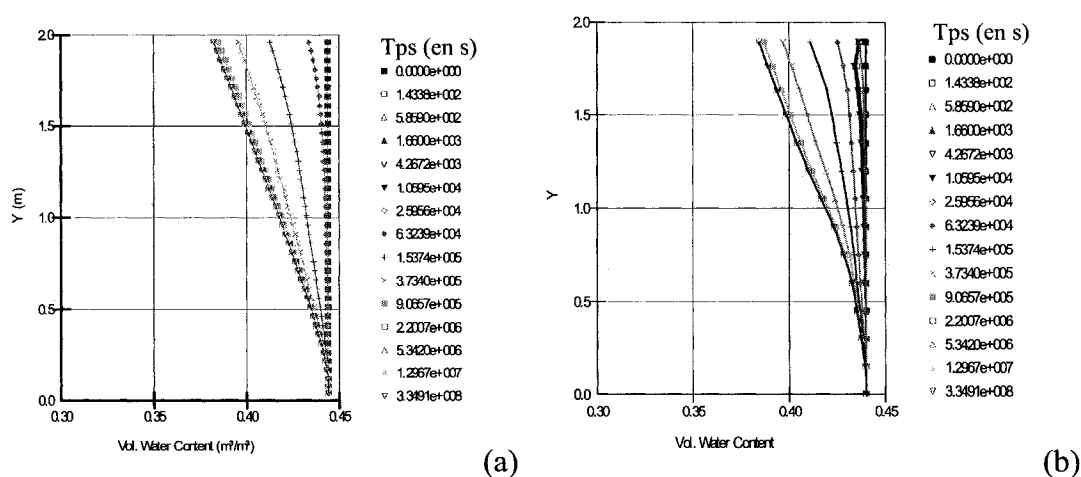 2.0
1.5
1.0
0.5
0.0
0.30
0.35
0.40
0.45
Y (m)
Vol. Water Content (m³/m³)
Tps (en s)
0.0000e+000
1.4338e+002
5.8590e+002
1.6600e+003
4.2672e+003
1.0595e+004
2.5956e+004
6.3239e+004
1.5374e+005
3.7340e+005
9.0657e+005
2.2007e+006
5.3420e+006
1.2967e+007
3.3491e+008
(a)
2.0
1.5
1.0
0.5
0.0
0.30
0.35
0.40
0.45
Y
Vol. Water Content
Tps (en s)
0.0000e+000
1.4338e+002
5.8590e+002
1.6600e+003
4.2672e+003
1.0595e+004
2.5956e+004
6.3239e+004
1.5374e+005
3.7340e+005
9.0657e+005
2.2007e+006
5.3420e+006
1.2967e+007
3.3491e+008
(b)